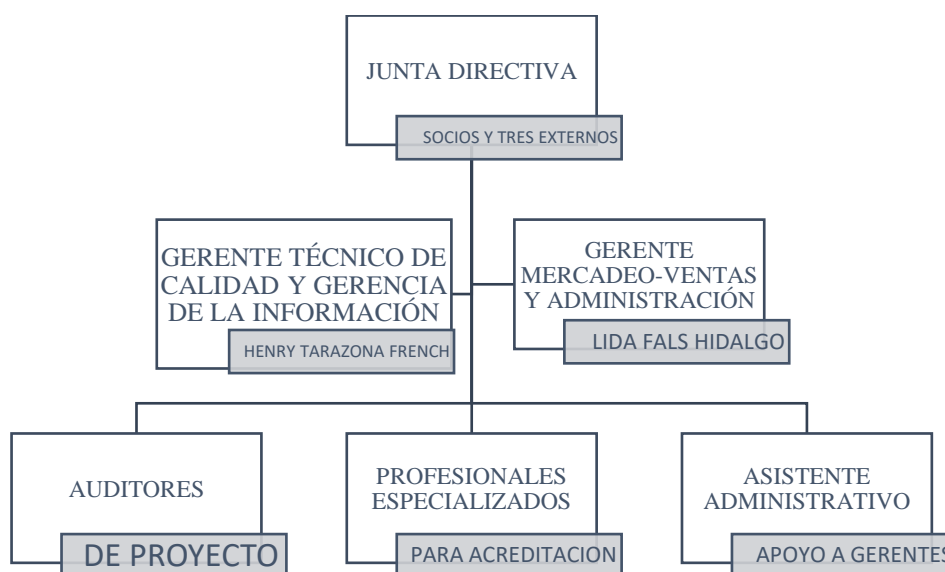 JUNTA DIRECTIVA
SOCIOS Y TRES EXTERNOS
GERENTE TÉCNICO DE
CALIDAD Y GERENCIA
DE LA INFORMACIÓN
HENRY TARAZONA FRENCH
GERENTE
MERCADEO-VENTAS
Y ADMINISTRACIÓN
LIDA FALS HIDALGO
AUDITORES
DE PROYECTO
PROFESIONALES
ESPECIALIZADOS
PARA ACREDITACION
ASISTENTE
ADMINISTRATIVO
APOYO A GERENTES